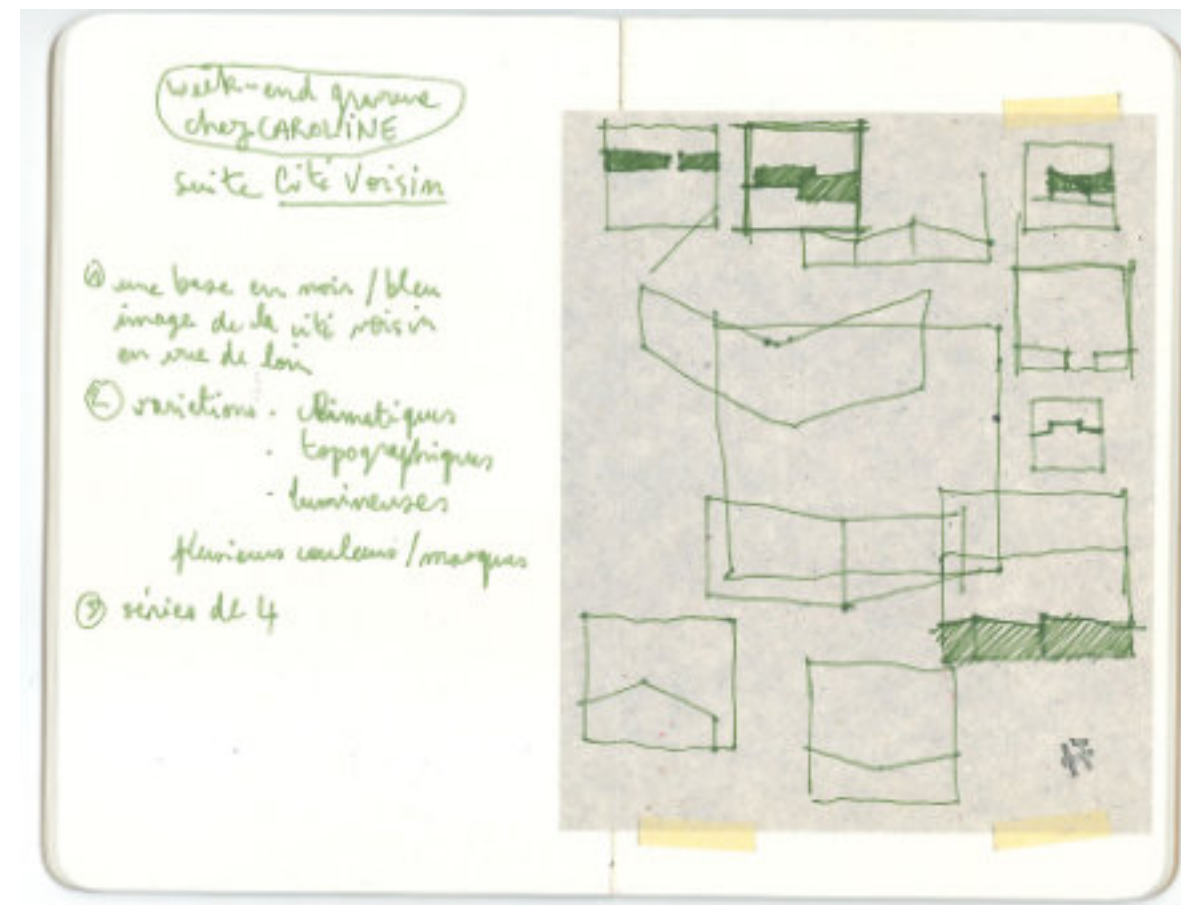 week-end gravure
chez CAROLINE
suite Cité Voisin
① une base en noir / bleu
image de la cité voisin
en vue de loin
② variations . climatiques
. topographiques
- lumineuses
plusieurs couleurs / masques
③ séries de 4